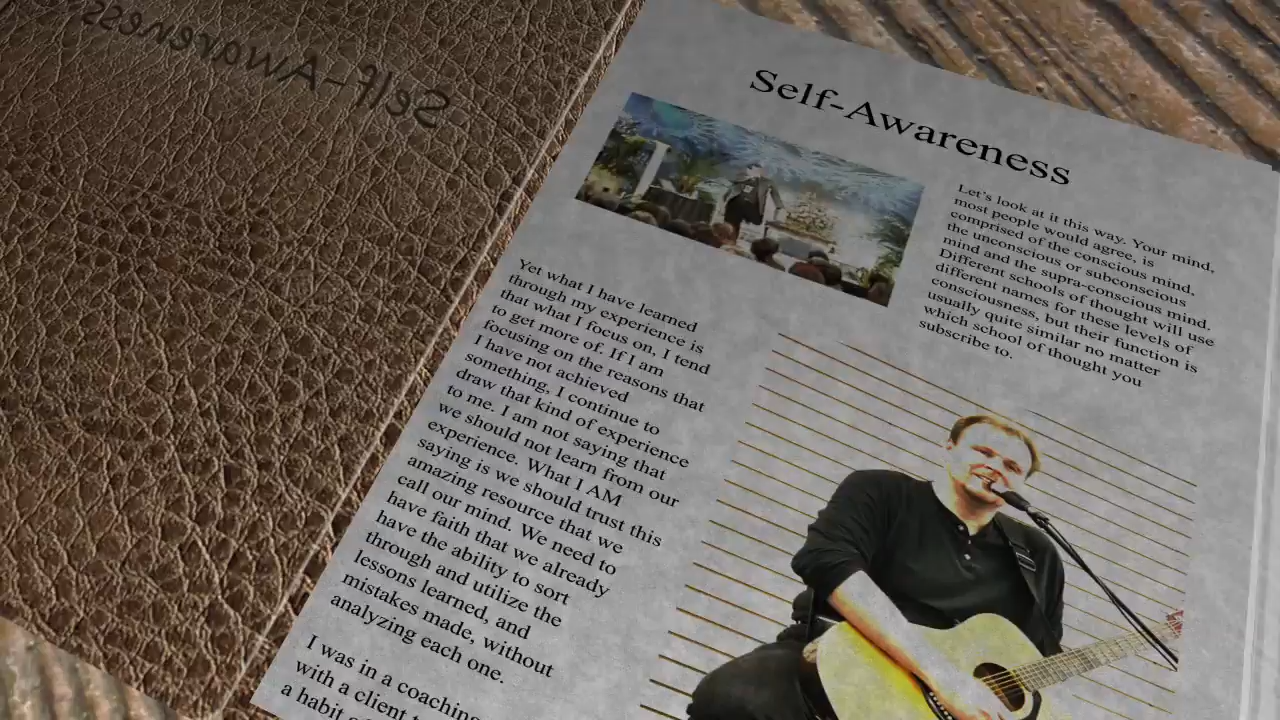 Self-Awareness
Self-Awareness
Let's look at it this way. Your mind,
most people would agree, is
comprised of the conscious mind,
the unconscious or subconscious
mind and the supra-conscious mind.
Different schools of thought will use
different names for these levels of
consciousness, but their function is
usually quite similar no matter
which school of thought you
subscribe to.
Yet what I have learned
through my experience is
that what I focus on, I tend
to get more of. If I am
focusing on the reasons that
I have not achieved
something, I continue to
draw that kind of experience
to me. I am not saying that
we should not learn from our
experience. What I AM
saying is we should trust this
amazing resource that we
call our mind. We need to
have faith that we already
have the ability to sort
through and utilize the
lessons learned, and
mistakes made, without
analyzing each one.
I was in a coaching
with a client
a habit